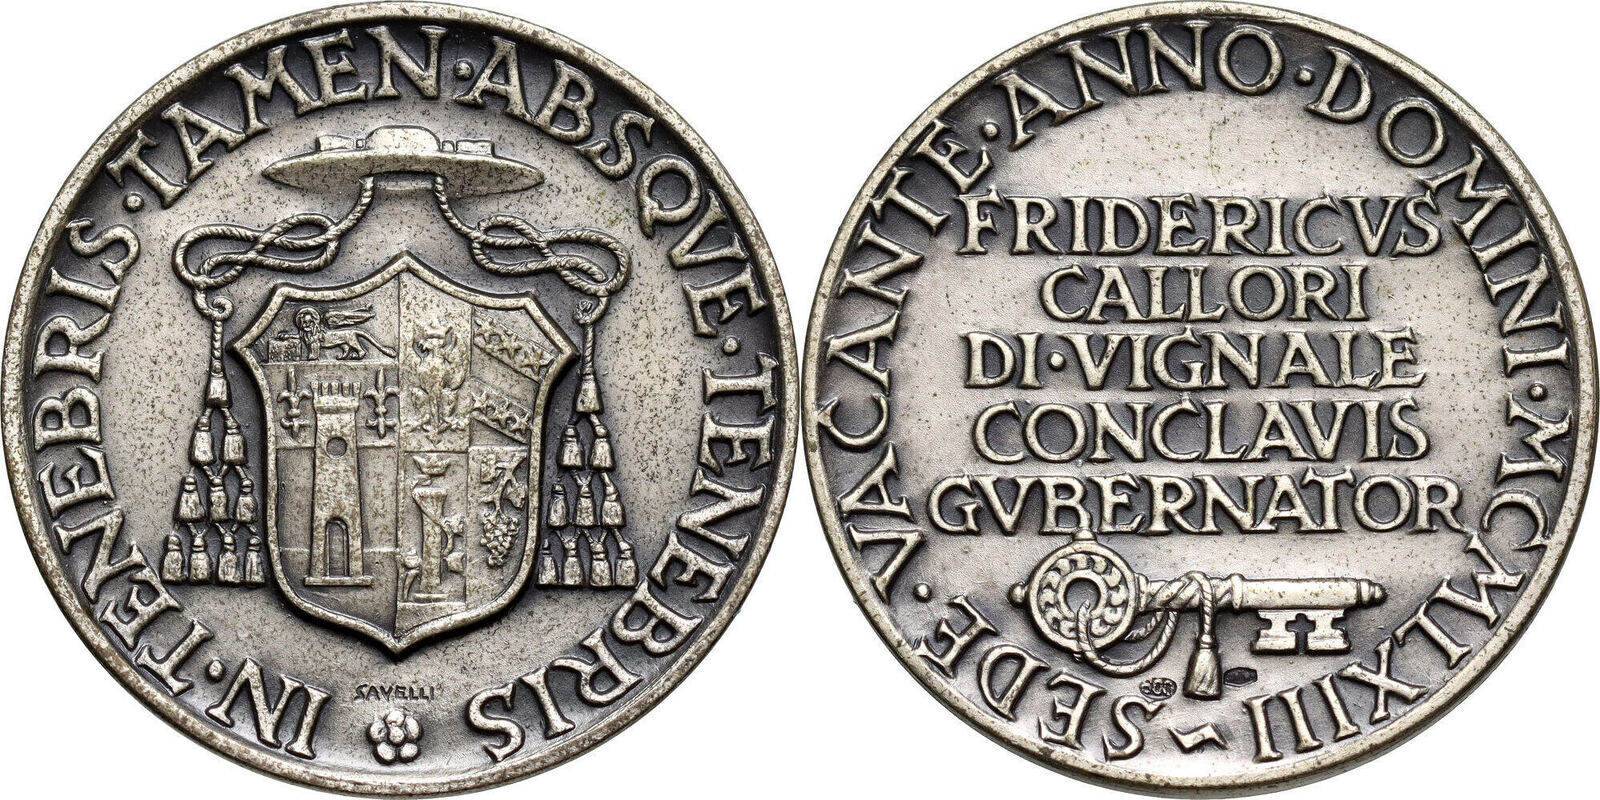 IN·TENEBRIS·TAMEN·ABSQVE·TENEBRIS
SAVELLI
SEDE·VACANTE·ANNO·DOMINI·MCMLXIII
FRIDERICVS
CALLORI
DI·VIGNALE
CONCLAVIS
GVBERNATOR